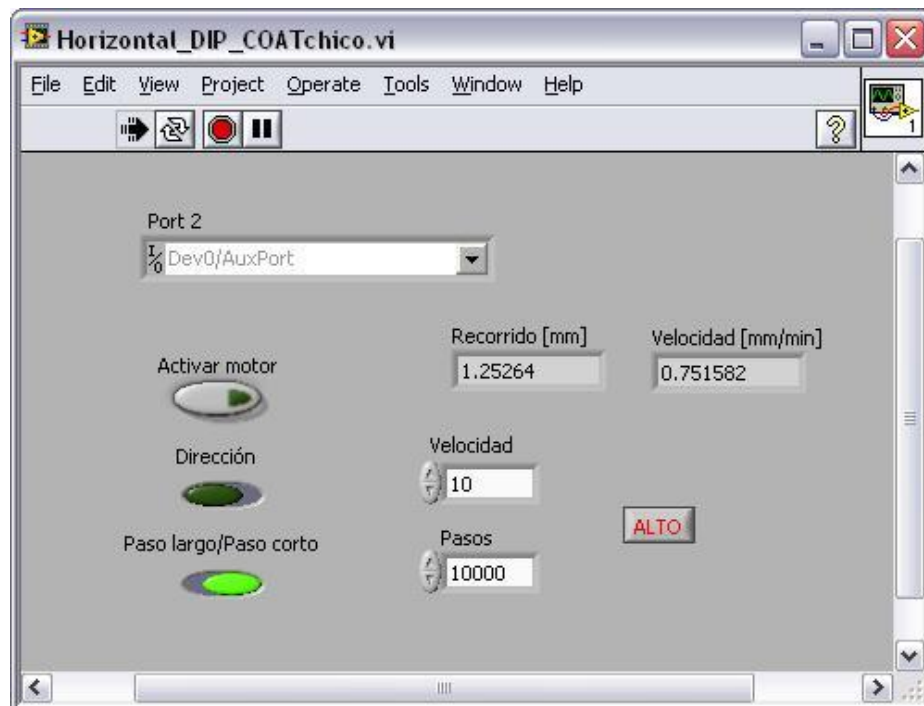 Horizontal_DIP_COATchico.vi
File Edit View Project Operate Tools Window Help
?
1
Port 2
I/O Dev0/AuxPort
Recorrido [mm] Velocidad [mm/min]
1.25264 0.751582
Activar motor
Dirección
Velocidad
10
Paso largo/Paso corto
Pasos
10000
ALTO